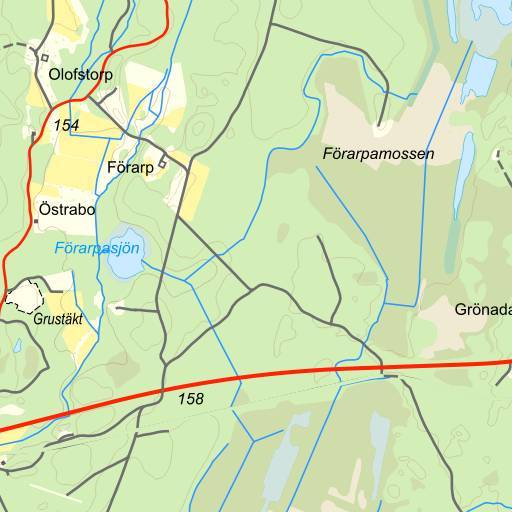 Olofstorp
154
Förarpamossen
Förarp
Östrabo
Förarpasjön
Grustäkt
Grönada
158